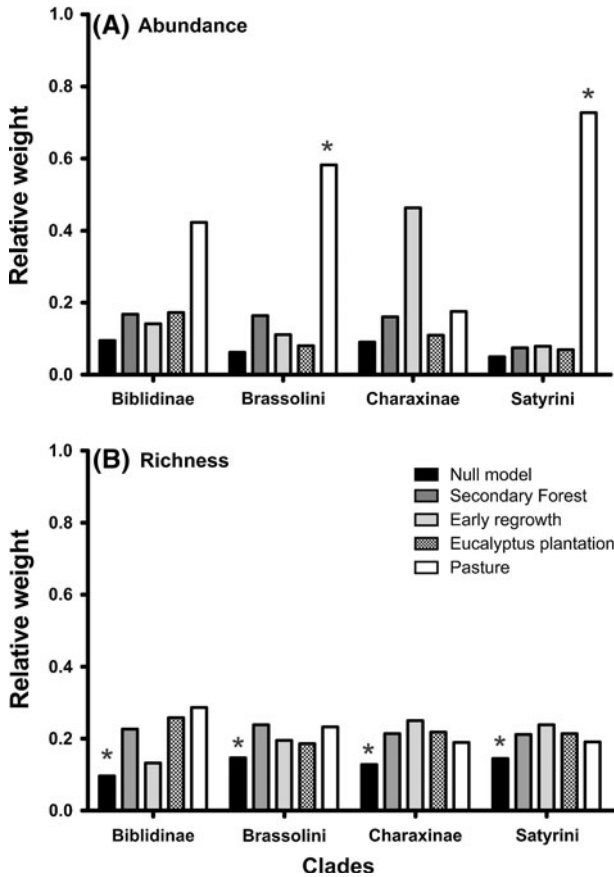 (A) Abundance
Relative weight
1.0
0.8
0.6
0.4
0.2
0.0
*
*
Biblidinae Brassolini Charaxinae Satyrini
(B) Richness
Relative weight
1.0
0.8
0.6
0.4
0.2
0.0
Null model
Secondary Forest
Early regrowth
Eucalyptus plantation
Pasture
* * * *
Biblidinae Brassolini Charaxinae Satyrini
Clades